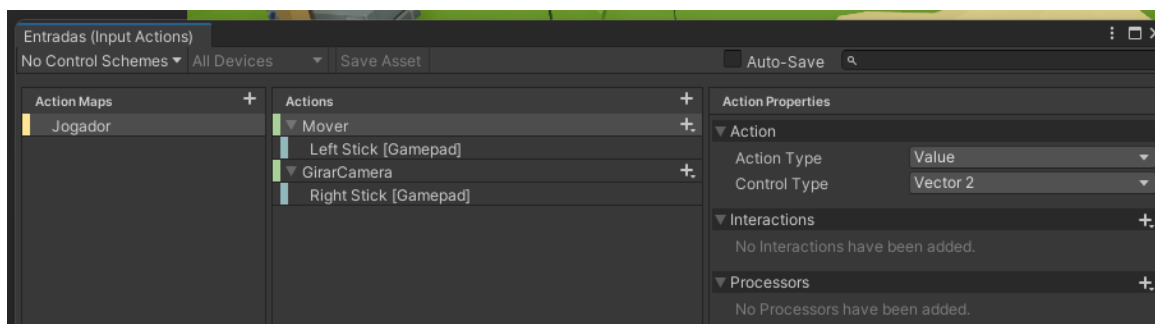 Entradas (Input Actions)
No Control Schemes All Devices Save Asset Auto-Save
Action Maps
Jogador
Actions
Mover
Left Stick [Gamepad]
GirarCamera
Right Stick [Gamepad]
Action Properties
Action
Action Type Value
Control Type Vector 2
Interactions
No Interactions have been added.
Processors
No Processors have been added.